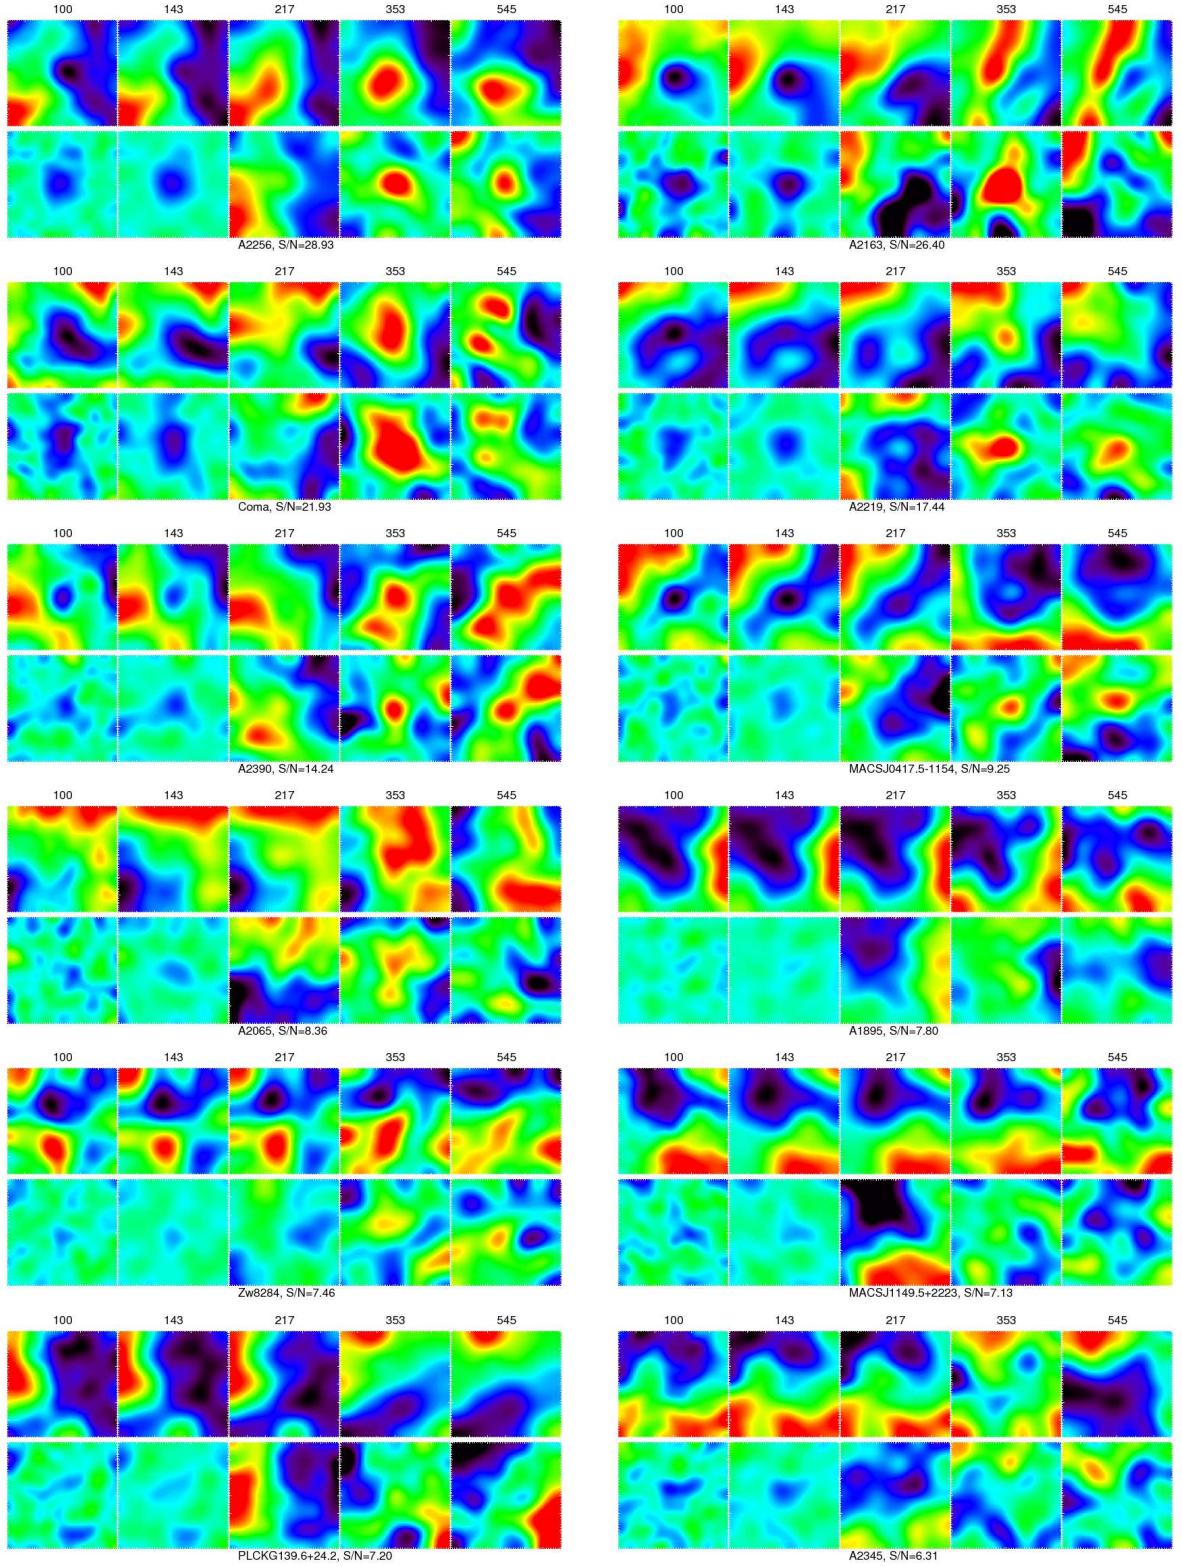 100 143 217 353 545
100 143 217 353 545
A2256, S/N=28.93
A2163, S/N=26.40
100 143 217 353 545
100 143 217 353 545
Coma, S/N=21.93
A2219, S/N=17.44
100 143 217 353 545
100 143 217 353 545
A2390, S/N=14.24
MACSJ0417.5-1154, S/N=9.25
100 143 217 353 545
100 143 217 353 545
A2065, S/N=8.36
A1895, S/N=7.80
100 143 217 353 545
100 143 217 353 545
Zw8284, S/N=7.46
MACSJ1149.5+2223, S/N=7.13
100 143 217 353 545
100 143 217 353 545
PLCKG139.6+24.2, S/N=7.20
A2345, S/N=6.31